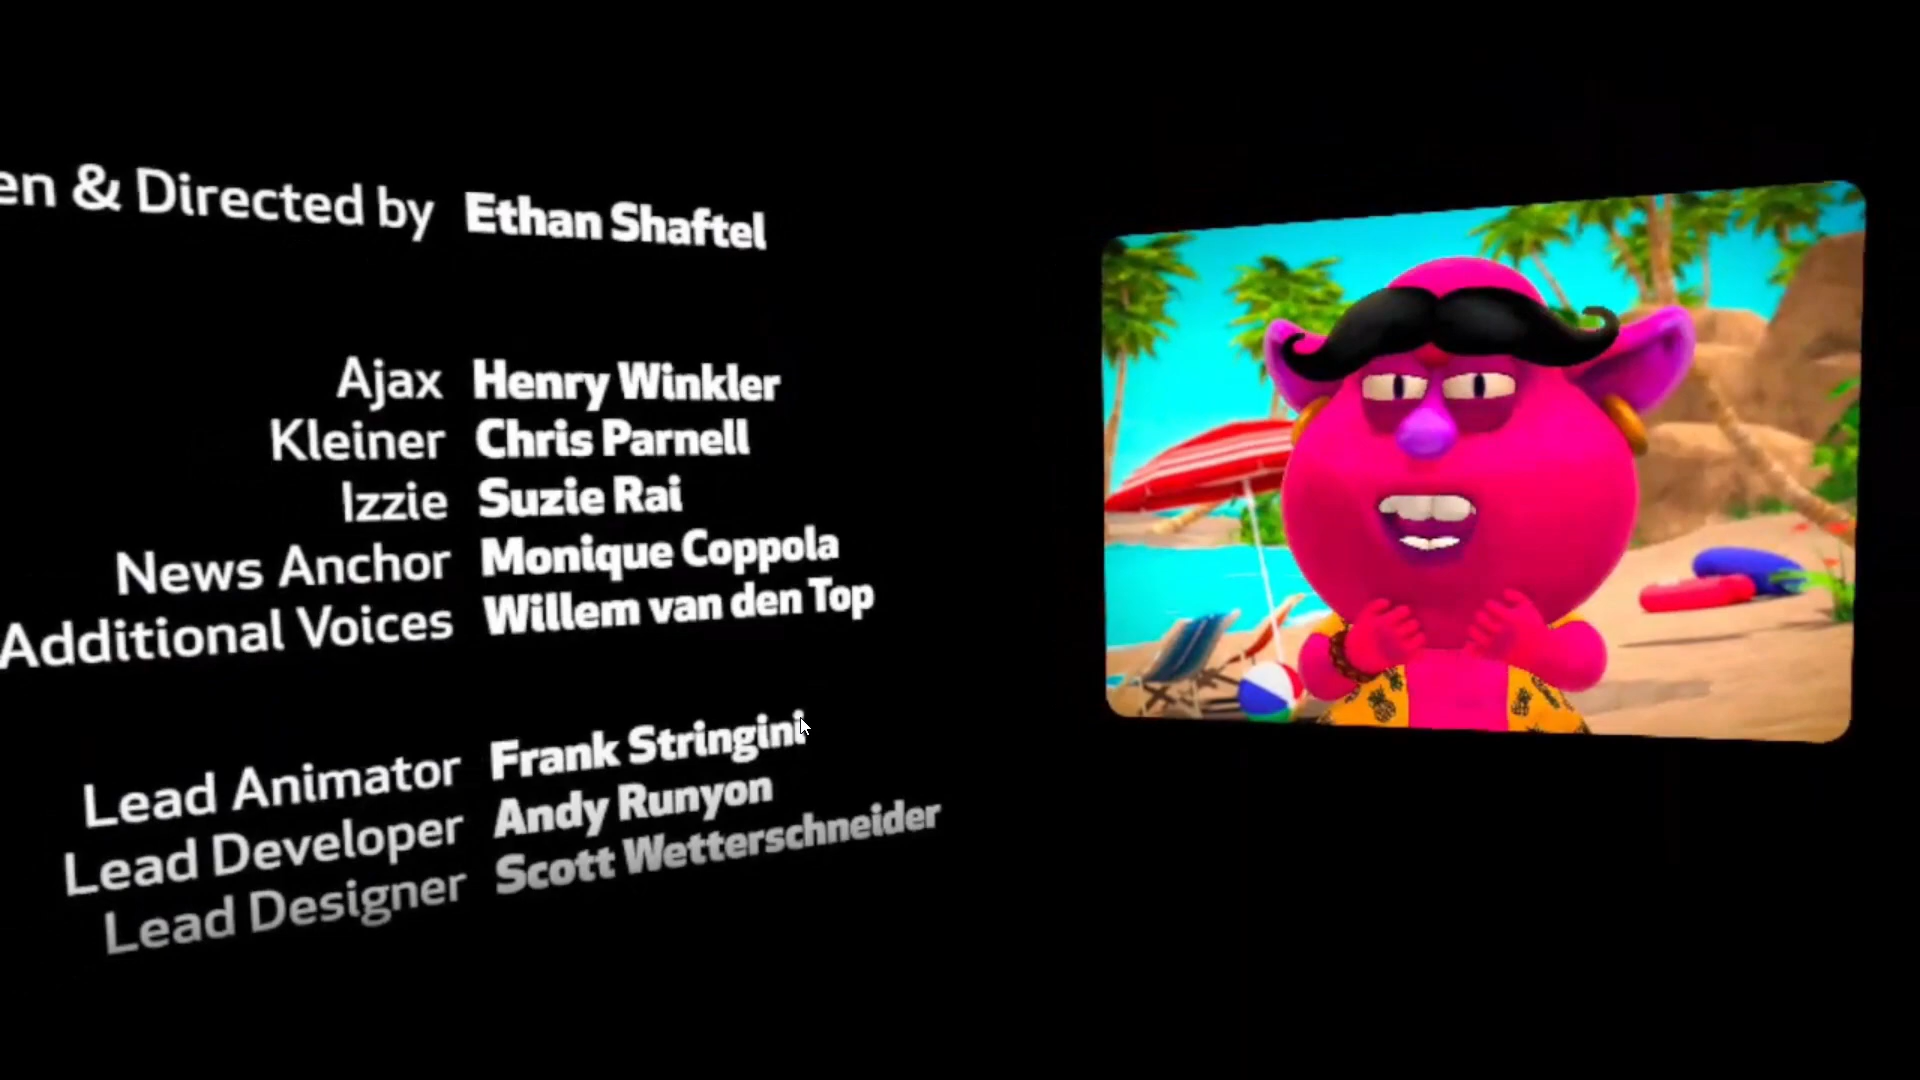 en & Directed by Ethan Shaftel
Ajax Henry Winkler
Kleiner Chris Parnell
Izzie Suzie Rai
News Anchor Monique Coppola
Additional Voices Willem van den Top
Lead Animator Frank Stringini
Lead Developer Andy Runyon
Lead Designer Scott Wetterschneider